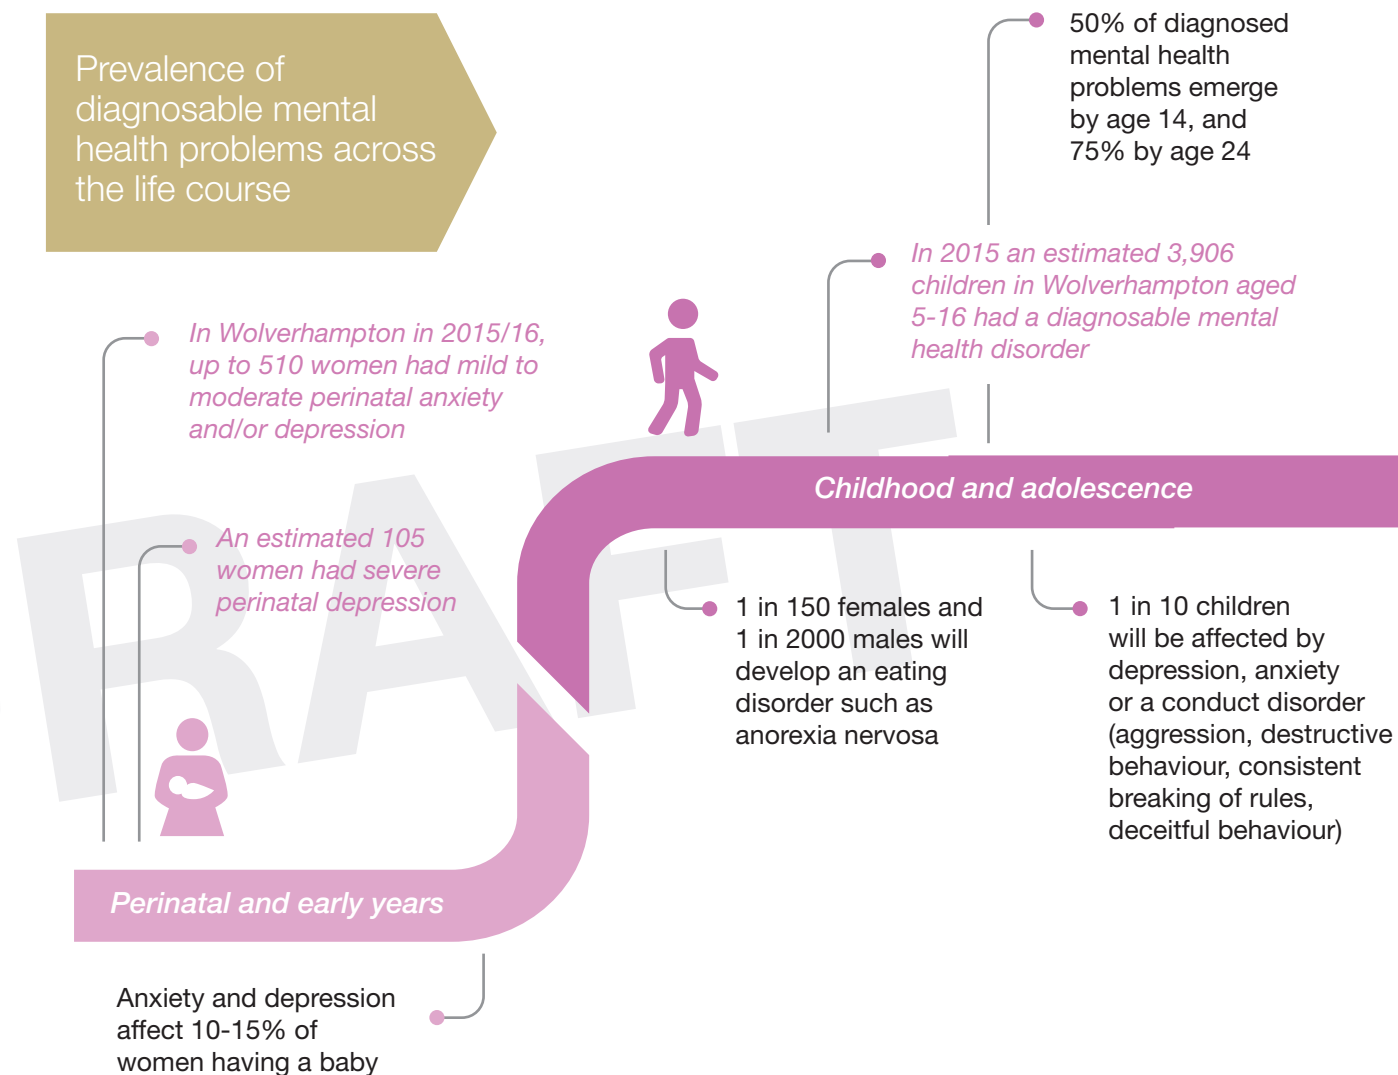 Prevalence of
diagnosable mental
health problems across
the life course
50% of diagnosed
mental health
problems emerge
by age 14, and
75% by age 24
In 2015 an estimated 3,906
children in Wolverhampton aged
5-16 had a diagnosable mental
health disorder
In Wolverhampton in 2015/16,
up to 510 women had mild to
moderate perinatal anxiety
and/or depression
An estimated 105
women had severe
perinatal depression
Childhood and adolescence
1 in 150 females and
1 in 2000 males will
develop an eating
disorder such as
anorexia nervosa
1 in 10 children
will be affected by
depression, anxiety
or a conduct disorder
(aggression, destructive
behaviour, consistent
breaking of rules,
deceitful behaviour)
Perinatal and early years
Anxiety and depression
affect 10-15% of
women having a baby
RAFT